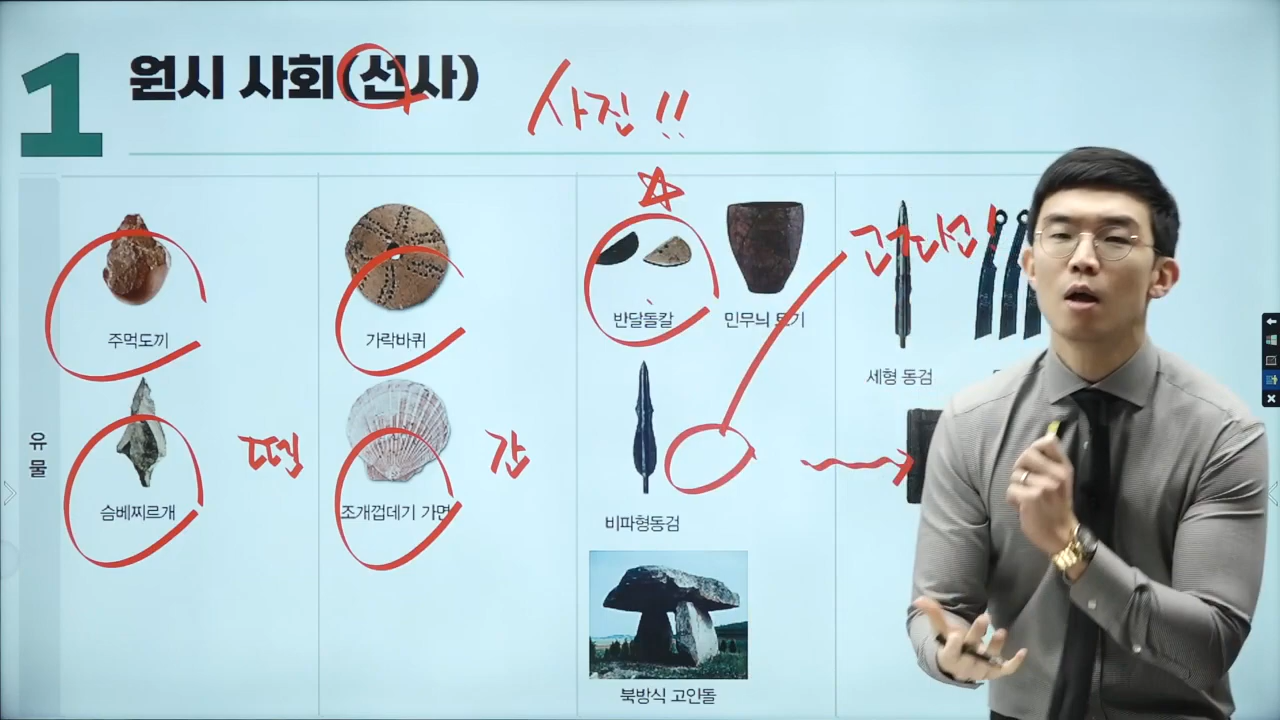 1
원시 사회(선사)
사진!!
유물
주먹도끼
가락바퀴
반달돌칼
민무늬 토기
세형 동검
슴베찌르개
뗀
조개껍데기 가면
간
비파형동검
북방식 고인돌